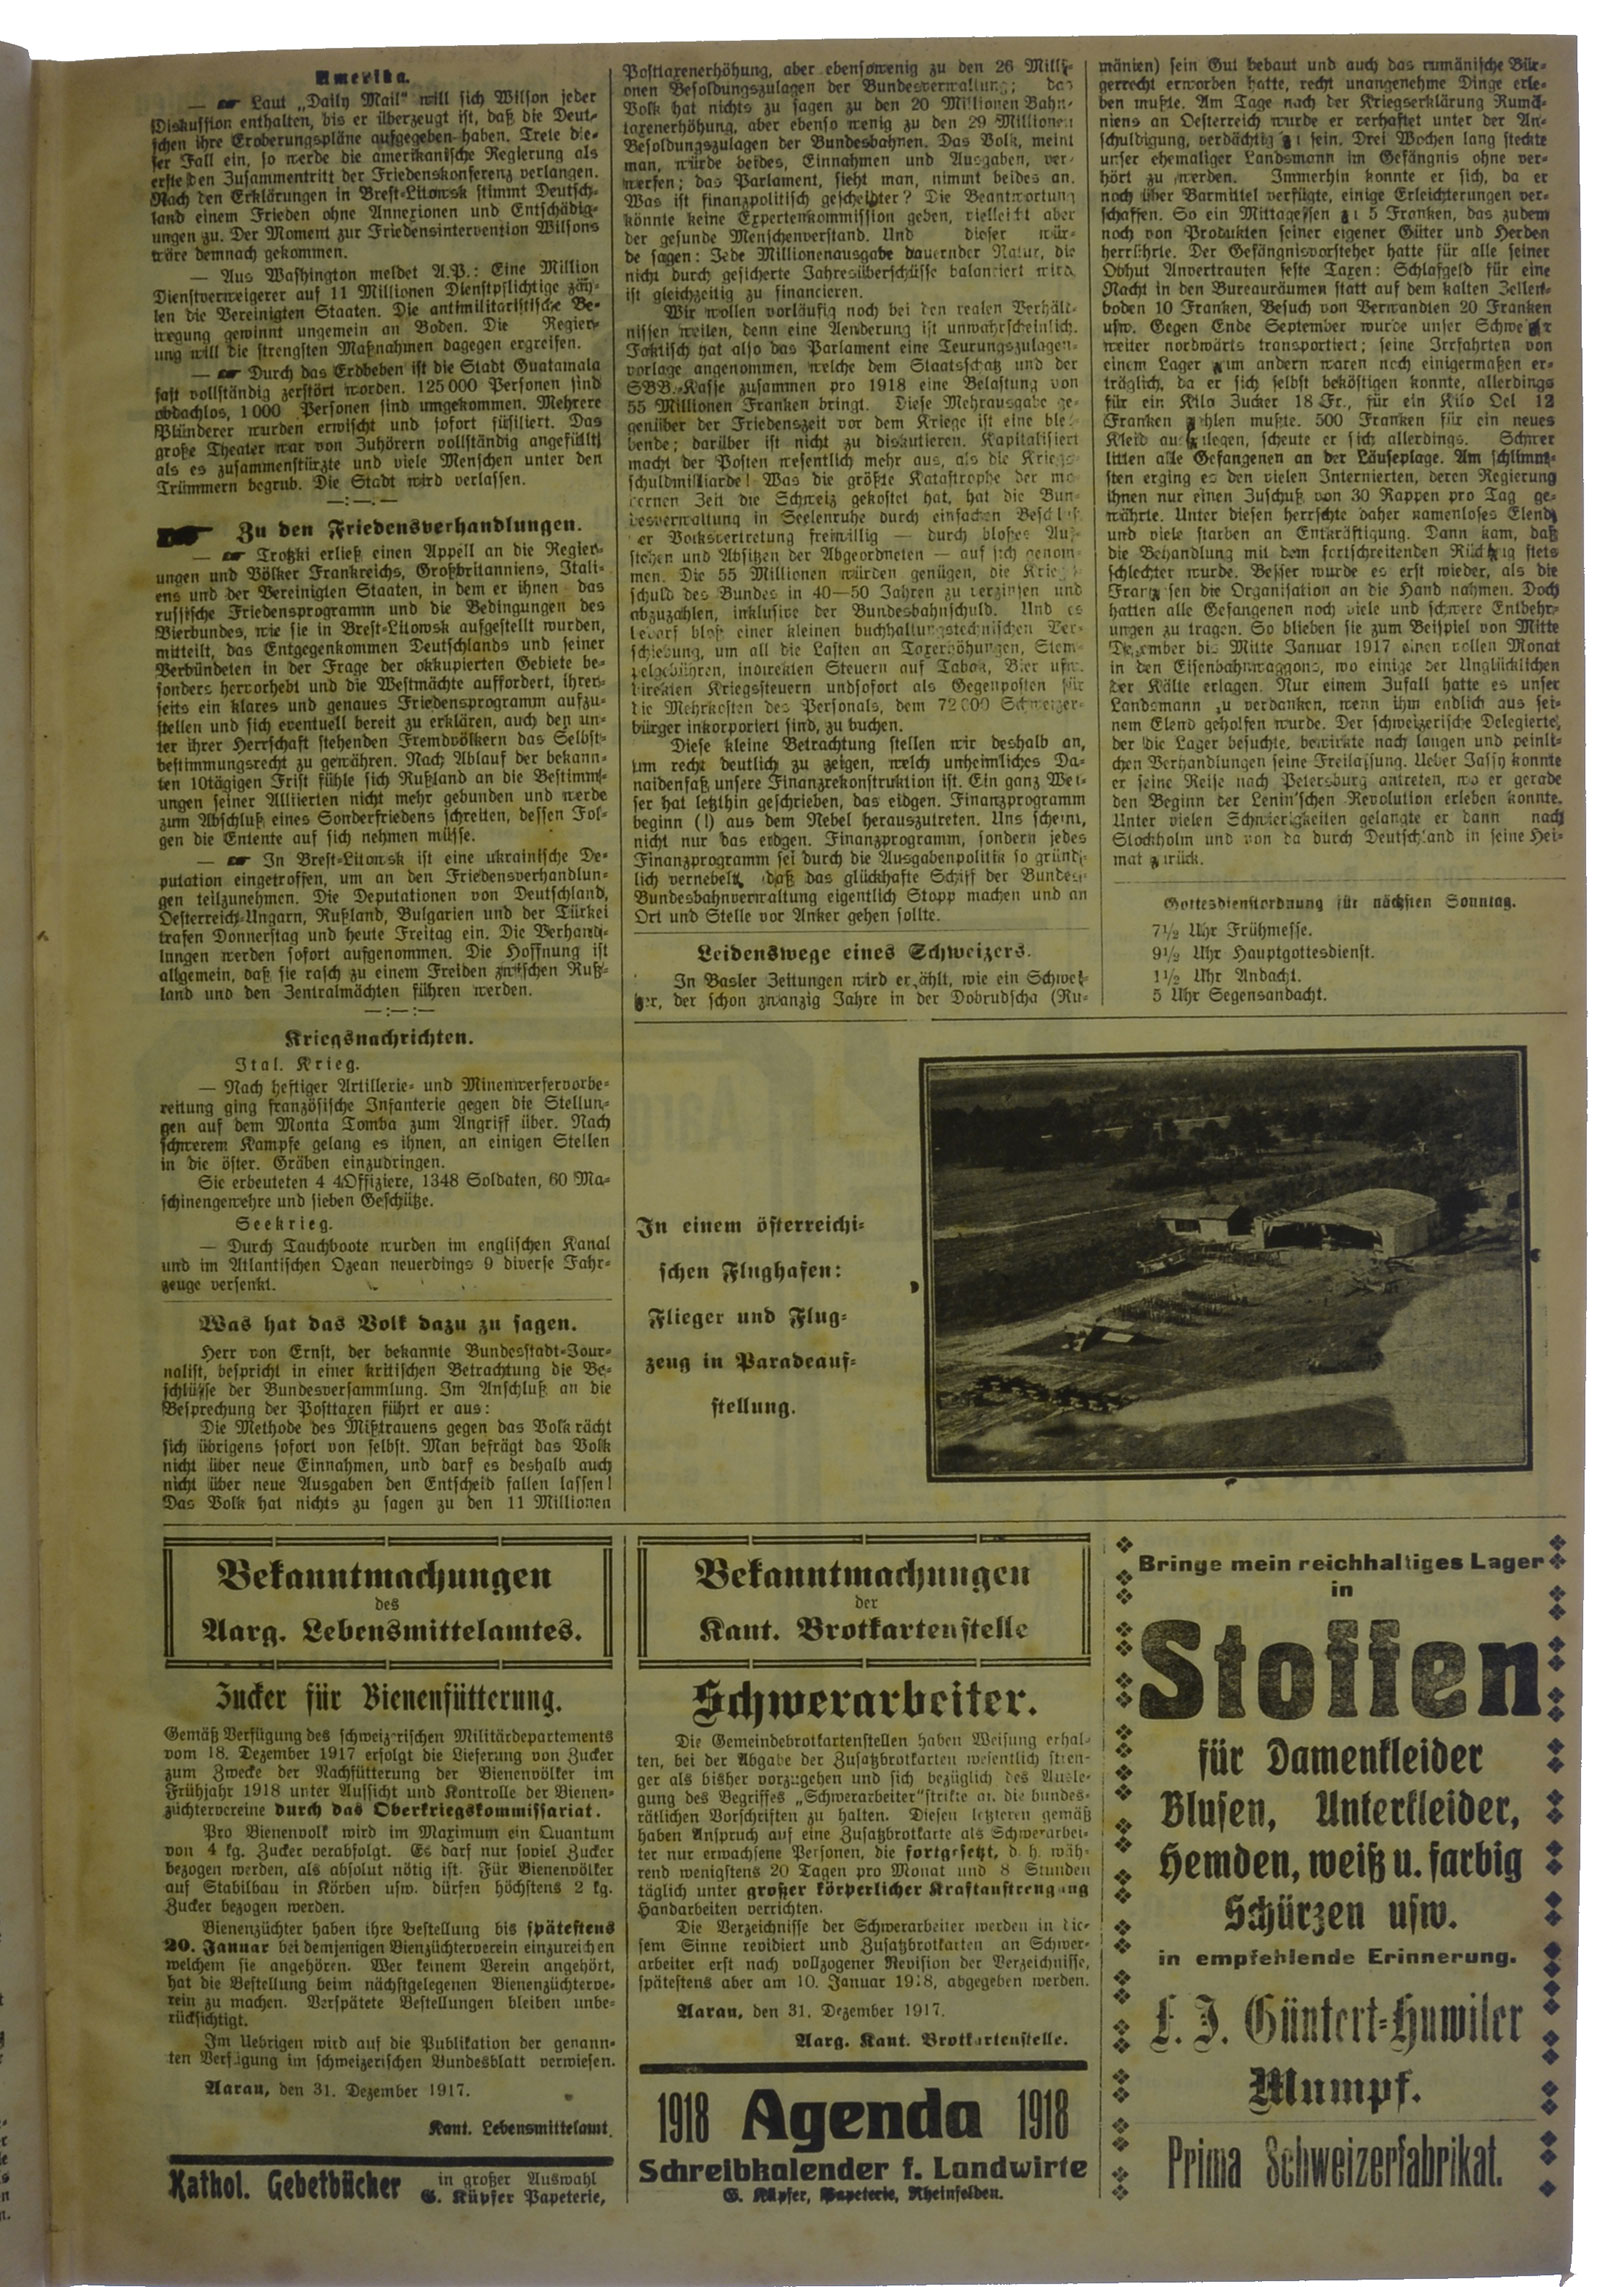 Amerika.
— Laut „Daily Mail" will sich Wilson jeder
Diskussion enthalten, bis er überzeugt ist, daß die Deut-
schen ihre Eroberungspläne aufgegeben haben. Trete die-
ser Fall ein, so werde die amerikanische Regierung als
erste den Zusammentritt der Friedenskonferenz verlangen.
Nach den Erklärungen in Brest-Litowsk stimmt Deutsch-
land einem Frieden ohne Annexionen und Entschädig-
ungen zu. Der Moment zur Friedensintervention Wilsons
wäre demnach gekommen.
— Aus Washington meldet A.P.: Eine Million
Dienstverweigerer auf 11 Millionen Dienstpflichtige zäh-
len die Vereinigten Staaten. Die antimilitaristische Be-
wegung gewinnt ungemein an Boden. Die Regier-
ung will die strengsten Maßnahmen dagegen ergreifen.
— Durch das Erdbeben ist die Stadt Guatamala
fast vollständig zerstört worden. 125 000 Personen sind
obdachlos, 1 000 Personen sind umgekommen. Mehrere
Plünderer wurden erwischt und sofort füsiliert. Das
große Theater war von Zuhörern vollständig angefüllt
als es zusammenstürzte und viele Menschen unter den
Trümmern begrub. Die Stadt wird verlassen.
—:—.—
Zu den Friedensverhandlungen.
— Trotzki erließ einen Appell an die Regier-
ungen und Völker Frankreichs, Großbritanniens, Itali-
ens und der Vereinigten Staaten, in dem er ihnen das
russische Friedensprogramm und die Bedingungen des
Vierbundes, wie sie in Brest-Litowsk aufgestellt wurden,
mitteilt, das Entgegenkommen Deutschlands und seiner
Verbündeten in der Frage der okkupierten Gebiete be-
sonders hervorhebt und die Westmächte auffordert, ihrer-
seits ein klares und genaues Friedensprogramm aufzu-
stellen und sich eventuell bereit zu erklären, auch den un-
ter ihrer Herrschaft stehenden Fremdvölkern das Selbst-
bestimmungsrecht zu gewähren. Nach Ablauf der bekann-
ten 10tägigen Frist fühle sich Rußland an die Bestimm-
ungen seiner Alliierten nicht mehr gebunden und werde
zum Abschluß eines Sonderfriedens schreiten, dessen Fol-
gen die Entente auf sich nehmen müsse.
— In Brest-Litowsk ist eine ukrainische De-
putation eingetroffen, um an den Friedensverhandlun-
gen teilzunehmen. Die Deputationen von Deutschland,
Oesterreich-Ungarn, Rußland, Bulgarien und der Türkei
trafen Donnerstag und heute Freitag ein. Die Verhand-
lungen werden sofort aufgenommen. Die Hoffnung ist
allgemein, daß sie rasch zu einem Freiden zwischen Ruß-
land und den Zentralmächten führen werden.
—:—:—
Kriegsnachrichten.
Ital. Krieg.
— Nach heftiger Artillerie- und Minenwerfervorbe-
reitung ging französische Infanterie gegen die Stellun-
gen auf dem Monta Tomba zum Angriff über. Nach
schwerem Kampfe gelang es ihnen, an einigen Stellen
in die öster. Gräben einzudringen.
Sie erbeuteten 4 4Offiziere, 1348 Soldaten, 60 Ma-
schinengewehre und sieben Geschütze.
Seekrieg.
— Durch Tauchboote wurden im englischen Kanal
und im Atlantischen Ozean neuerdings 9 diverse Fahr-
zeuge versenkt.
Was hat das Volk dazu zu sagen.
Herr von Ernst, der bekannte Bundesstadt-Jour-
nalist, bespricht in einer kritischen Betrachtung die Be-
schlüsse der Bundesversammlung. Im Anschluß an die
Besprechung der Posttaxen führt er aus:
Die Methode des Mißtrauens gegen das Volk rächt
sich übrigens sofort von selbst. Man befrägt das Volk
nicht über neue Einnahmen, und darf es deshalb auch
nicht über neue Ausgaben den Entscheid fallen lassen!
Das Volk hat nichts zu sagen zu den 11 Millionen
Posttaxenerhöhung, aber ebensowenig zu den 26 Milli-
onen Besoldungszulagen der Bundesverwaltung; das
Volk hat nichts zu sagen zu den 20 Millionen Bahn-
taxenerhöhung, aber ebenso wenig zu den 29 Millionen
Besoldungszulagen der Bundesbahnen. Das Volk, meint
man, würde beides, Einnahmen und Ausgaben, ver-
werfen; das Parlament, sieht man, nimmt beides an.
Was ist finanzpolitisch gescheidter? Die Beantwortung
könnte keine Expertenkommission geben, vielleicht aber
der gesunde Menschenverstand. Und dieser wür-
de sagen: Jede Millionenausgabe dauernder Natur, die
nicht durch gesicherte Jahresüberschüsse balanciert wird,
ist gleichzeitig zu financieren.
Wir wollen vorläufig noch bei den realen Verhält-
nissen weilen, denn eine Aenderung ist unwahrscheinlich.
Faktisch hat also das Parlament eine Teurungszulagen-
vorlage angenommen, welche dem Staatsschatz und der
SBB.-Kasse zusammen pro 1918 eine Belastung von
55 Millionen Franken bringt. Diese Mehrausgabe ge-
genüber der Friedenszeit vor dem Kriege ist eine blei-
bende; darüber ist nicht zu diskutieren. Kapitalisiert
macht der Posten wesentlich mehr aus, als die Kriegs-
schuldmilliarde! Was die größte Katastrophe der mo-
dernen Zeit die Schweiz gekostet hat, hat die Bun-
desverwaltung in Seelenruhe durch einfachen Beschluß
der Volksvertretung freiwillig — durch bloßes Auf-
stehen und Absitzen der Abgeordneten — auf sich genom-
men. Die 55 Millionen würden genügen, die Kriegs-
schuld des Bundes in 40—50 Jahren zu verzinsen und
abzuzahlen, inklusive der Bundesbahnschuld. Und es
bedarf bloß einer kleinen buchhaltungstechnischen Ver-
schiebung, um all die Lasten an Taxerhöhungen, Stem-
pelgebühren, indirekten Steuern auf Tabak, Bier usw.
direkten Kriegssteuern undsofort als Gegenposten für
die Mehrkosten des Personals, dem 72 000 Schweizer-
bürger inkorporiert sind, zu buchen.
Diese kleine Betrachtung stellen wir deshalb an,
um recht deutlich zu zeigen, welch unheimliches Da-
naidenfaß unsere Finanzrekonstruktion ist. Ein ganz Wei-
ser hat letzthin geschrieben, das eidgen. Finanzprogramm
beginn (!) aus dem Nebel herauszutreten. Uns scheint,
nicht nur das erdgen. Finanzprogramm, sondern jedes
Finanzprogramm sei durch die Ausgabenpolitik so gründ-
lich vernebelt, daß das glückhafte Schiff der Bundes-
Bundesbahnverwaltung eigentlich Stopp machen und an
Ort und Stelle vor Anker gehen sollte.
Leidenswege eines Schweizers.
In Basler Zeitungen wird erzählt, wie ein Schwei-
zer, der schon zwanzig Jahre in der Dobrudscha (Ru-
mänien) sein Gut bebaut und auch das rumänische Bür-
gerrecht erworben hatte, recht unangenehme Dinge erle-
ben mußte. Am Tage nach der Kriegserklärung Rumä-
niens an Oesterreich wurde er verhaftet unter der An-
schuldigung, verdächtig zu sein. Drei Wochen lang steckte
unser ehemaliger Landsmann im Gefängnis ohne ver-
hört zu werden. Immerhin konnte er sich, da er
noch über Barmittel verfügte, einige Erleichterungen ver-
schaffen. So ein Mittagessen zu 5 Franken, das zudem
noch von Produkten seiner eigener Güter und Herden
herrührte. Der Gefängnisvorsteher hatte für alle seiner
Obhut Anvertrauten feste Taxen: Schlafgeld für eine
Nacht in den Bureauräumen statt auf dem kalten Zellen-
boden 10 Franken, Besuch von Verwandten 20 Franken
usw. Gegen Ende September wurde unser Schweizer
weiter nordwärts transportiert; seine Irrfahrten von
einem Lager zum andern waren noch einigermaßen er-
träglich, da er sich selbst beköstigen konnte, allerdings
für ein Kilo Zucker 18 Fr., für ein Kilo Oel 12
Franken zahlen mußte. 500 Franken für ein neues
Kleid auszulegen, scheute er sich allerdings. Schwer
litten alle Gefangenen an der Läuseplage. Am schlimm-
sten erging es den vielen Internierten, deren Regierung
ihnen nur einen Zuschuß von 30 Rappen pro Tag ge-
währte. Unter diesen herrschte daher namenloses Elend
und viele starben an Entkräftigung. Dann kam, daß
die Behandlung mit dem fortschreitenden Rückzug stets
schlechter wurde. Besser wurde es erst wieder, als die
Franzosen die Organisation an die Hand nahmen. Doch
hatten alle Gefangenen noch viele und schwere Entbehr-
ungen zu tragen. So blieben sie zum Beispiel von Mitte
Dezember bis Mitte Januar 1917 einen vollen Monat
in den Eisenbahnwaggons, wo einige der Unglücklichen
der Kälte erlagen. Nur einem Zufall hatte es unser
Landsmann zu verdanken, wenn ihm endlich aus sei-
nem Elend geholfen wurde. Der schweizerische Delegierte,
der die Lager besuchte, bewirkte nach langen und peinli-
chen Verhandlungen seine Freilassung. Ueber Jassy konnte
er seine Reise nach Petersburg antreten, wo er gerade
den Beginn der Lenin'schen Revolution erleben konnte.
Unter vielen Schwierigkeiten gelangte er dann nach
Stockholm und von da durch Deutschland in seine Hei-
mat zurück.
Gottesdienstordnung für nächsten Sonntag.
7½ Uhr Frühmesse.
9½ Uhr Hauptgottesdienst.
1½ Uhr Andacht.
5 Uhr Segensandacht.
In einem österreichi-
schen Flughafen:
Flieger und Flug-
zeug in Paradeauf-
stellung.
Bekanntmachungen
des
Aarg. Lebensmittelamtes.
Zucker für Bienenfütterung.
Gemäß Verfügung des schweizerischen Militärdepartements
vom 18. Dezember 1917 erfolgt die Lieferung von Zucker
zum Zwecke der Nachfütterung der Bienenvölker im
Frühjahr 1918 unter Aufsicht und Kontrolle der Bienen-
züchtervereine durch das Oberkriegskommissariat.
Pro Bienenvolk wird im Maximum ein Quantum
von 4 kg. Zucker verabfolgt. Es darf nur soviel Zucker
bezogen werden, als absolut nötig ist. Für Bienenvölker
auf Stabilbau in Körben usw. dürfen höchstens 2 kg.
Zucker bezogen werden.
Bienenzüchter haben ihre Bestellung bis spätestens
20. Januar bei demjenigen Bienzüchterverein einzureichen
welchem sie angehören. Wer keinem Verein angehört,
hat die Bestellung beim nächstgelegenen Bienenzüchterve-
rein zu machen. Verspätete Bestellungen bleiben unbe-
rücksichtigt.
Im Uebrigen wird auf die Publikation der genann-
ten Verfügung im schweizerischen Bundesblatt verwiesen.
Aarau, den 31. Dezember 1917.
Kant. Lebensmittelamt.
Kathol. Gebetbücher
in großer Auswahl
G. Küpfer Papeterie,
Bekanntmachungen
der
Kant. Brotkartenstelle
Schwerarbeiter.
Die Gemeindebrotkartenstellen haben Weisung erhal-
ten, bei der Abgabe der Zusatzbrotkarten wesentlich stren-
ger als bisher vorzugehen und sich bezüglich des Ausle-
gung des Begriffes „Schwerarbeiter" strikte an die bundes-
rätlichen Vorschriften zu halten. Diesen letzteren gemäß
haben Anspruch auf eine Zusatzbrotkarte als Schwerarbei-
ter nur erwachsene Personen, die fortgesetzt, d. h. wäh-
rend wenigstens 20 Tagen pro Monat und 8 Stunden
täglich unter großer körperlicher Kraftanstrengung
Handarbeiten verrichten.
Die Verzeichnisse der Schwerarbeiter werden in die-
sem Sinne revidiert und Zusatzbrotkarten an Schwer-
arbeiter erst nach vollzogener Revision der Verzeichnisse,
spätestens aber am 10. Januar 1918, abgegeben werden.
Aarau, den 31. Dezember 1917.
Aarg. Kant. Brotkartenstelle.
1918 Agenda 1918
Schreibkalender f. Landwirte
G. Küpfer, Papeterie, Rheinfelden.
Bringe mein reichhaltiges Lager
in
Stoffen
für Damenkleider
Blusen, Unterkleider,
Hemden, weiß u. farbig
Schürzen usw.
in empfehlende Erinnerung.
F. J. Güntert-Huwiler
Mumpf.
Prima Schweizerfabrikat.